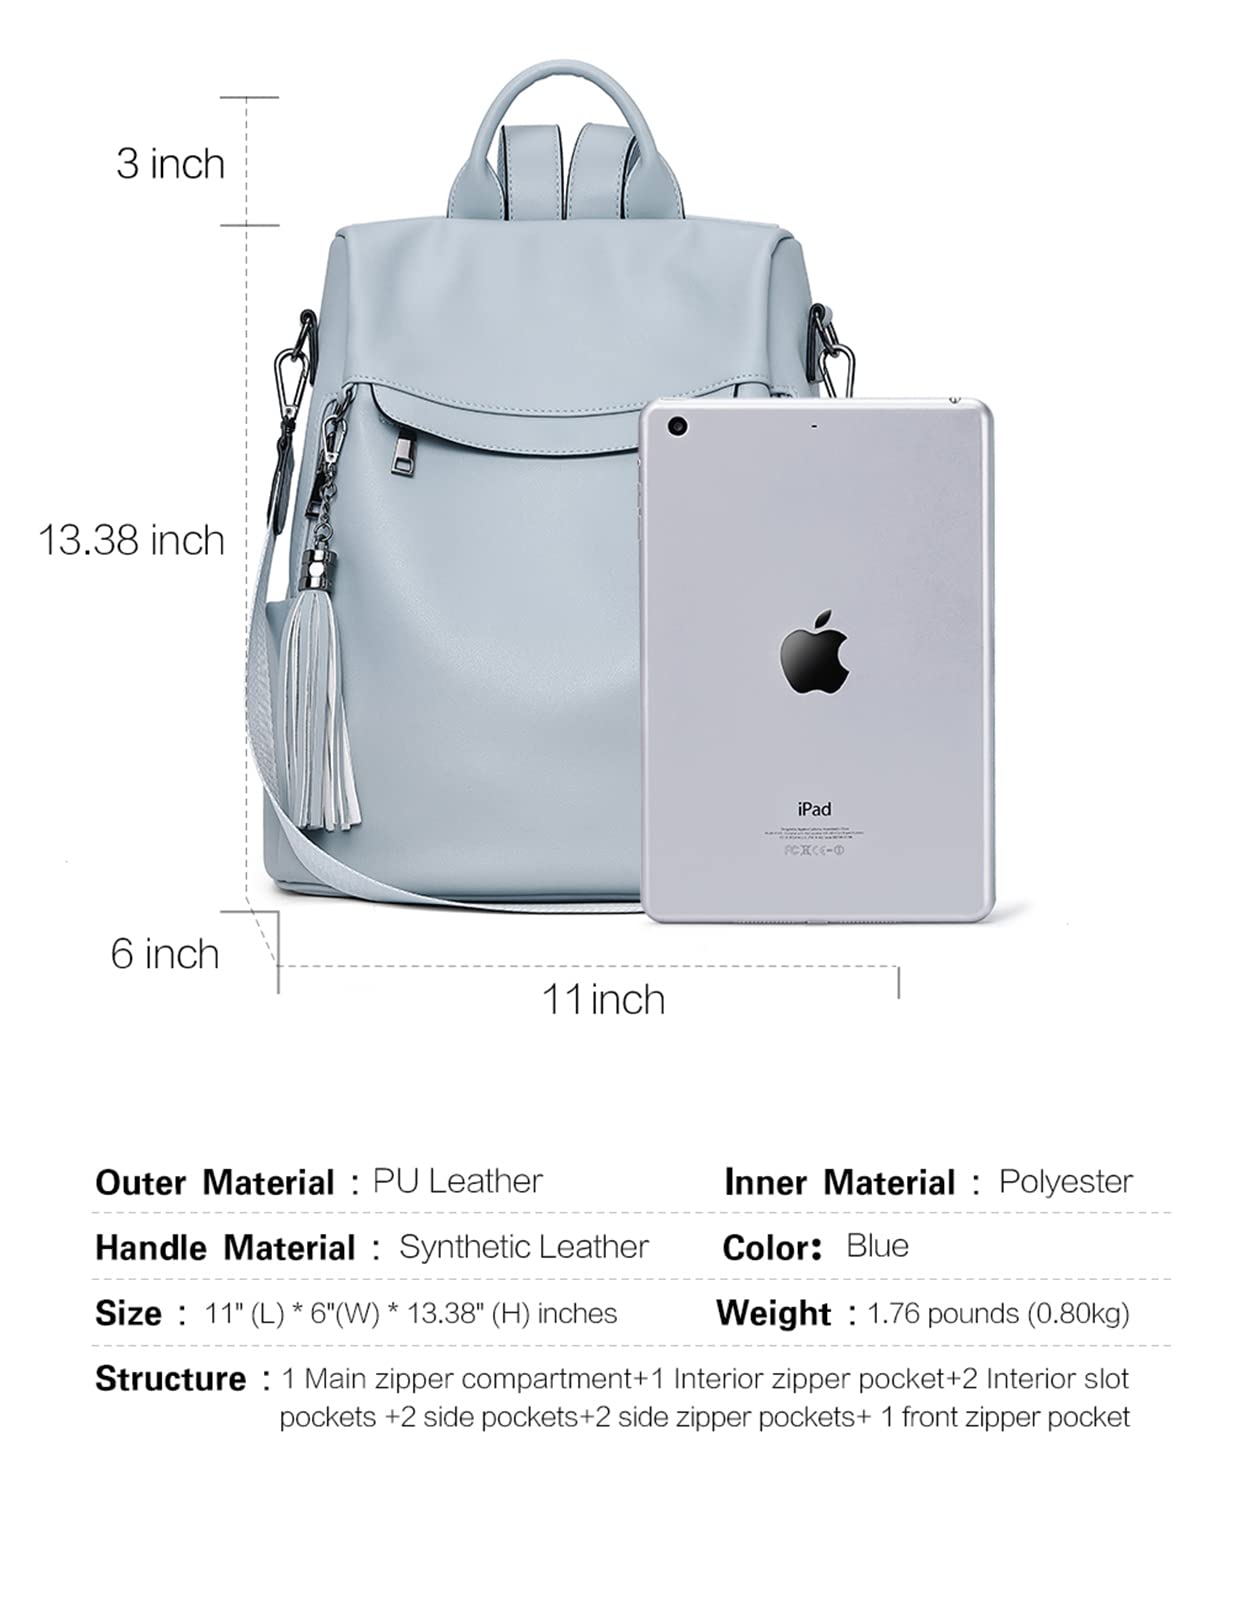 3 inch
13.38 inch
iPad
6 inch
11 inch
Outer Material : PU Leather
Inner Material : Polyester
Handle Material : Synthetic Leather
Color: Blue
Size : 11" (L) * 6"(W) * 13.38" (H) inches
Weight : 1.76 pounds (0.80kg)
Structure : 1 Main zipper compartment+1 Interior zipper pocket+2 Interior slot
pockets +2 side pockets+2 side zipper pockets+ 1 front zipper pocket